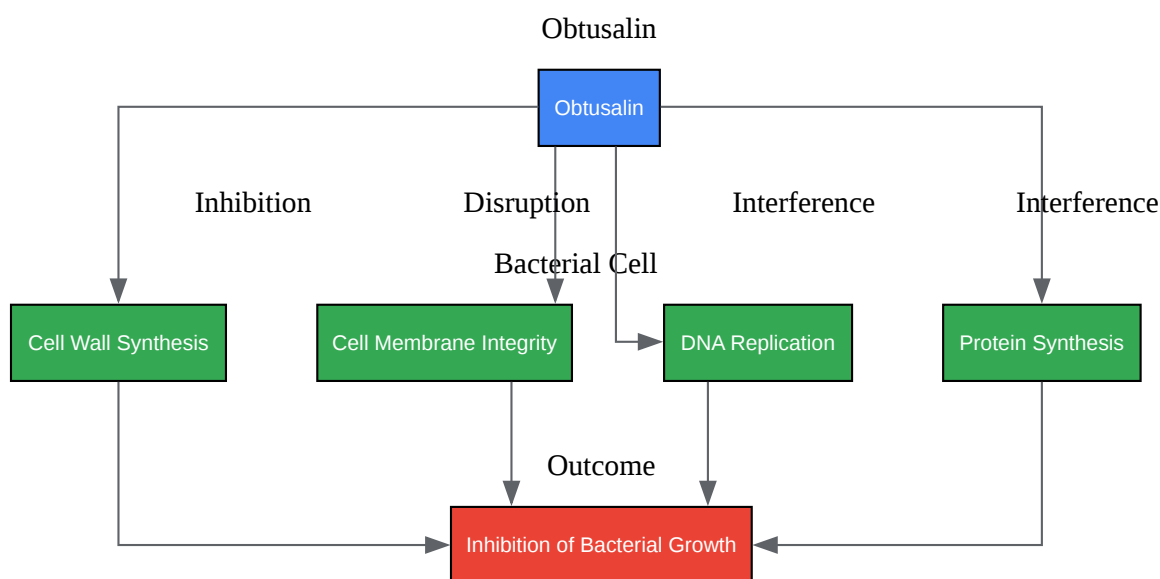 Obtusalin
Obtusalin
Inhibition
Disruption
Interference
Interference
Bacterial Cell
Cell Wall Synthesis
Cell Membrane Integrity
DNA Replication
Protein Synthesis
Outcome
Inhibition of Bacterial Growth